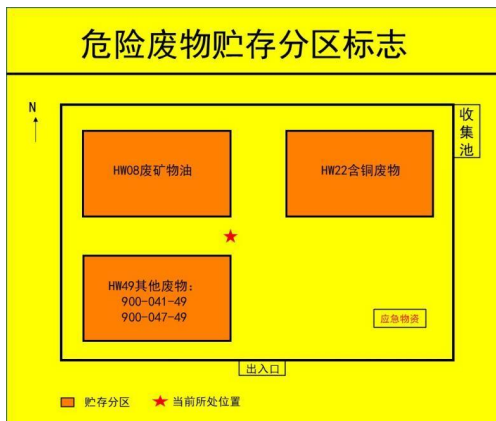 危险废物贮存分区标志
N
收集池
HW08废矿物油
HW22含铜废物
HW49其他废物:
900-041-49
900-047-49
应急物资
出入口
贮存分区
当前所处位置